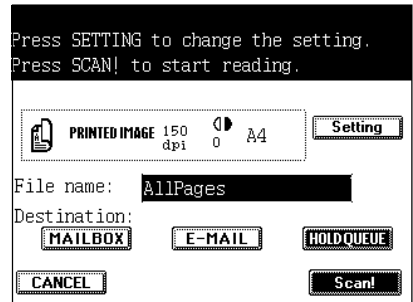 Press SETTING to change the setting.
Press SCAN! to start reading.
PRINTED IMAGE 150 dpi 0 A4
Setting
File name: AllPages
Destination:
MAILBOX E-MAIL HOLDQUEUE
CANCEL Scan!